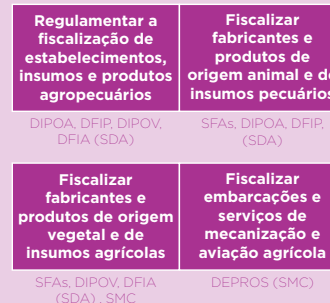 Regulamentar a
fiscalização de
estabelecimentos,
insumos e produtos
agropecuários
DIPOA, DFIP, DIPOV,
DFIA (SDA)
Fiscalizar
fabricantes e
produtos de
origem animal e de
insumos pecuários
SFAs, DIPOA, DFIP,
(SDA)
Fiscalizar
fabricantes e
produtos de origem
vegetal e de
insumos agrícolas
SFAs, DIPOV, DFIA
(SDA) , SMC
Fiscalizar
embarcações e
serviços de
mecanização e
aviação agrícola
DEPROS (SMC)